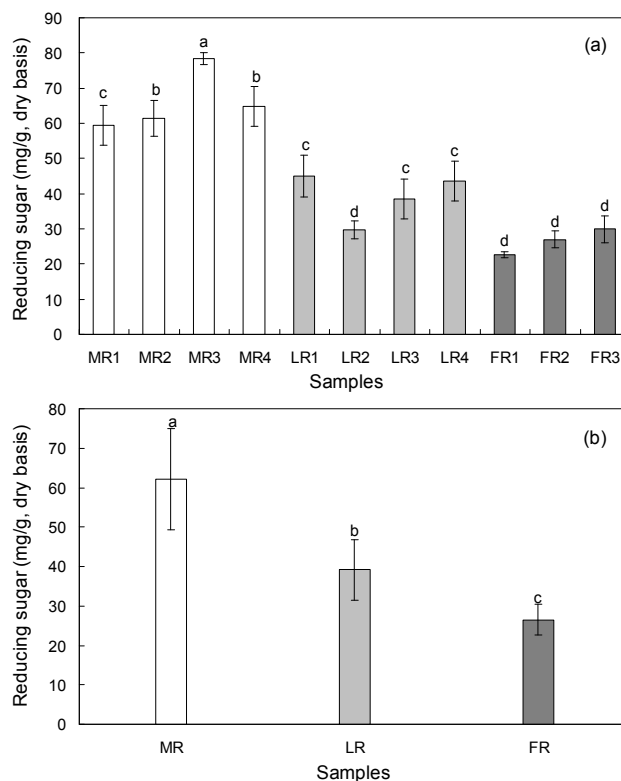 Reducing sugar (mg/g, dry basis)
90
80
70
60
50
40
30
20
10
0
(a)
c b a b c d c c d d d
MR1 MR2 MR3 MR4 LR1 LR2 LR3 LR4 FR1 FR2 FR3
Samples
Reducing sugar (mg/g, dry basis)
80
70
60
50
40
30
20
10
0
(b)
a b c
MR LR FR
Samples